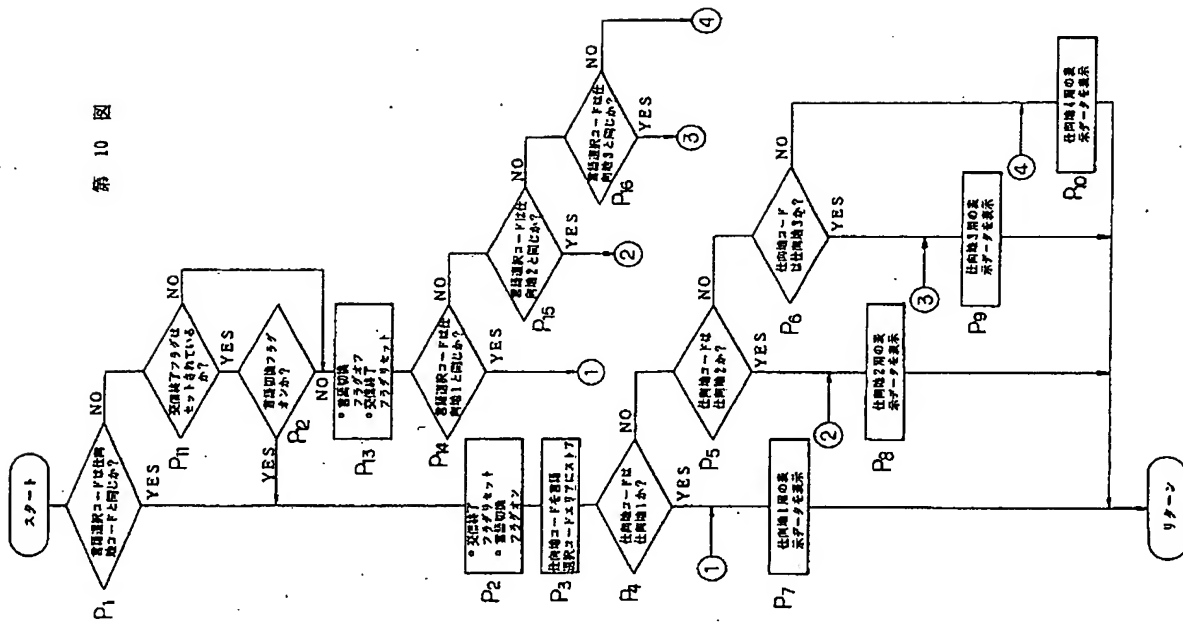 第 10 図
スタート
言語選択コードは仕向
地コードと同じか?
P1
NO
YES
交信終了フラグは
セットされている
か?
P11
NO
YES
言語切換フラグ
オンか?
P12
YES
NO
°言語切換
フラグオフ
°交信終了
フラグリセット
P13
言語選択コードは仕
向地1と同じか?
P14
NO
YES
①
言語選択コードは仕
向地2と同じか?
P15
NO
YES
②
言語選択コードは仕
向地3と同じか?
P16
NO
YES
③
④
°交信終了
フラグリセット
°言語切換
フラグオン
P2
仕向地コードを言語
選択コードエリアにストア
P3
仕向地コードは
仕向地1か?
P4
NO
YES
①
仕向地1用の表
示データを表示
P7
仕向地コードは
仕向地2か?
P5
NO
YES
②
仕向地2用の表
示データを表示
P8
仕向地コード
は仕向地3か?
P6
NO
YES
③
仕向地3用の表
示データを表示
P9
④
仕向地4用の表
示データを表示
P10
リターン